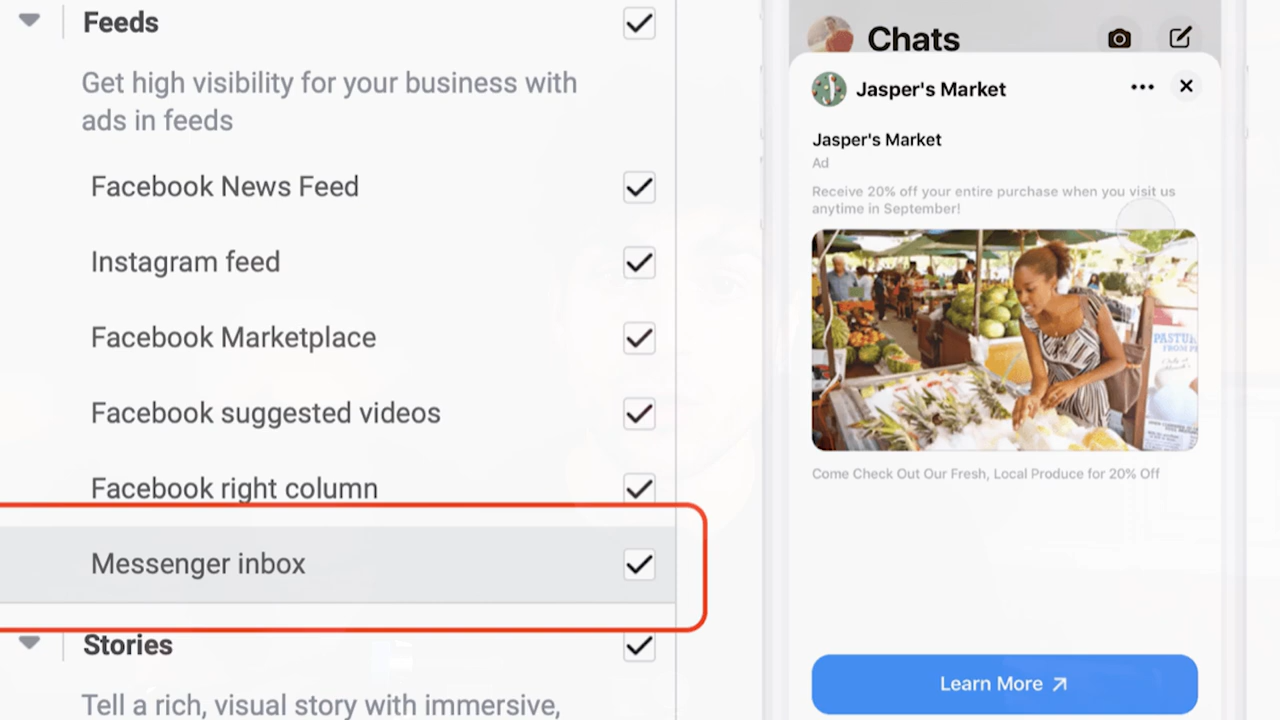 Feeds
Get high visibility for your business with
ads in feeds
Facebook News Feed
Instagram feed
Facebook Marketplace
Facebook suggested videos
Facebook right column
Messenger inbox
Stories
Tell a rich, visual story with immersive,
Chats
Jasper's Market
Jasper's Market
Ad
Receive 20% off your entire purchase when you visit us
anytime in September!
PASTU
FROM
Come Check Out Our Fresh, Local Produce for 20% Off
Learn More